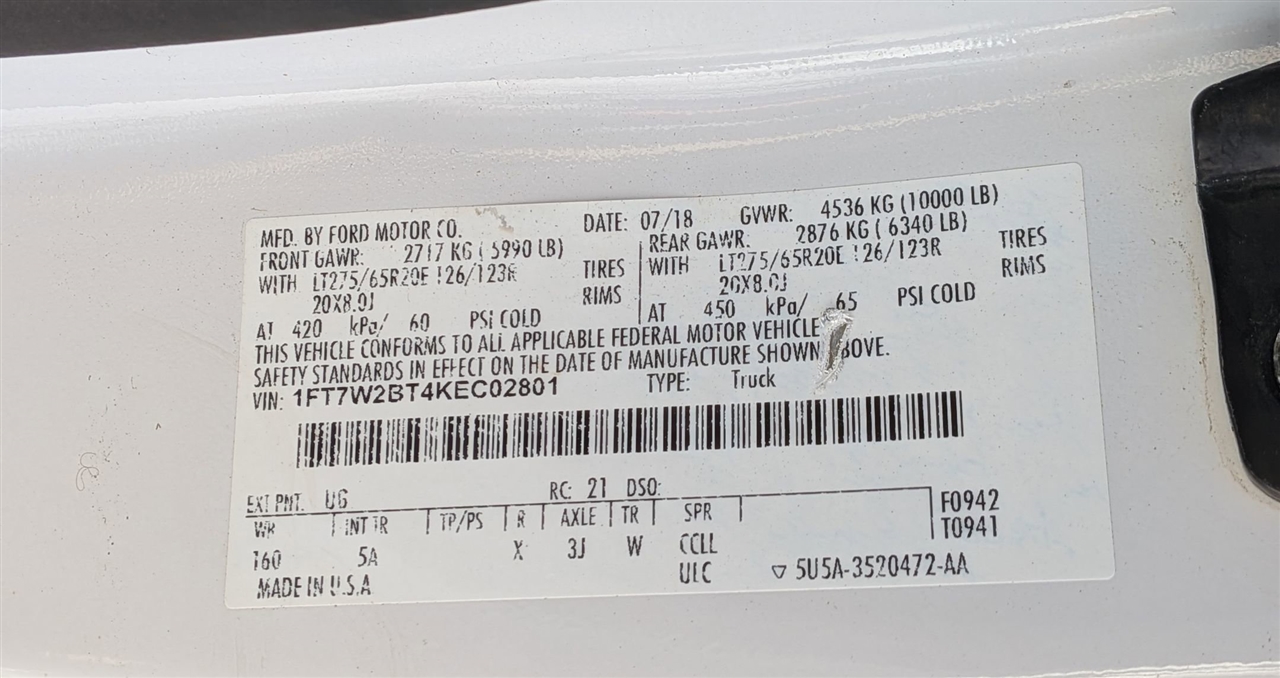 MFD. BY FORD MOTOR CO. DATE: 07/18 GVWR: 4536 KG (10000 LB)
FRONT GAWR: 2717 KG ( 5990 LB) REAR GAWR: 2876 KG ( 6340 LB)
WITH LT275/65R20E 126/123R TIRES WITH LT275/65R20E 126/123R TIRES
20X8.0J RIMS 20X8.0J RIMS
AT 420 kPa/ 60 PSI COLD AT 450 kPa/ 65 PSI COLD
THIS VEHICLE CONFORMS TO ALL APPLICABLE FEDERAL MOTOR VEHICLE
SAFETY STANDARDS IN EFFECT ON THE DATE OF MANUFACTURE SHOWN ABOVE.
VIN: 1FT7W2BT4KEC02801 TYPE: Truck
EXT PNT: UG RC: 21 DSO:
WB INT TR TP/PS R AXLE TR SPR F0942
160 5A X 3J W CCLL T0941
MADE IN U.S.A. ULC ▽ 5U5A-3520472-AA